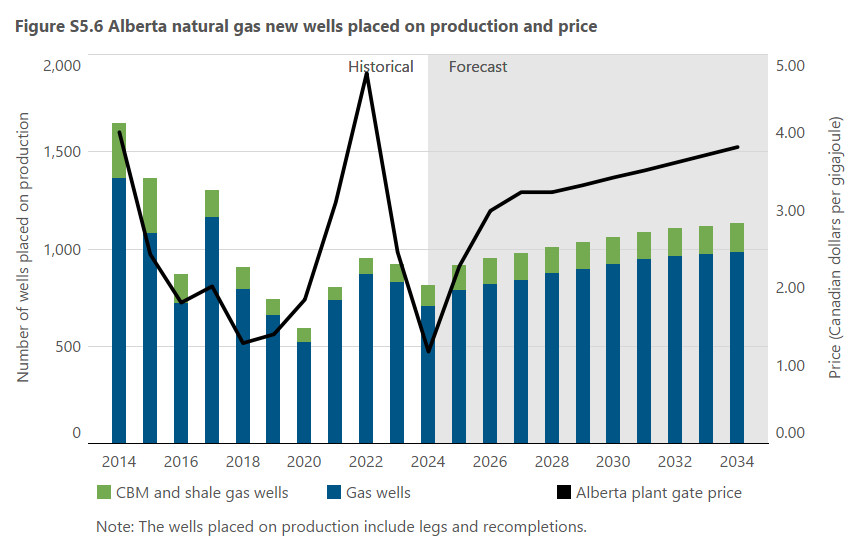 Figure S5.6 Alberta natural gas new wells placed on production and price
Historical Forecast
2,000
1,500
1,000
500
0
Number of wells placed on production
5.00
4.00
3.00
2.00
1.00
0.00
Price (Canadian dollars per gigajoule)
2014 2016 2018 2020 2022 2024 2026 2028 2030 2032 2034
CBM and shale gas wells Gas wells Alberta plant gate price
Note: The wells placed on production include legs and recompletions.